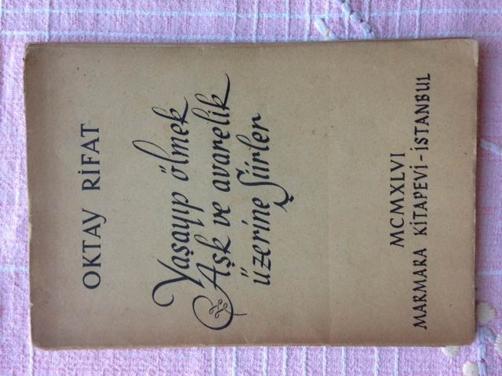 OKTAY RİFAT
Yaşayıp ölmek
Aşk ve avarelik
üzerine Şiirler
MCMXLVI
MARMARA KİTAPEVİ-İSTANBUL